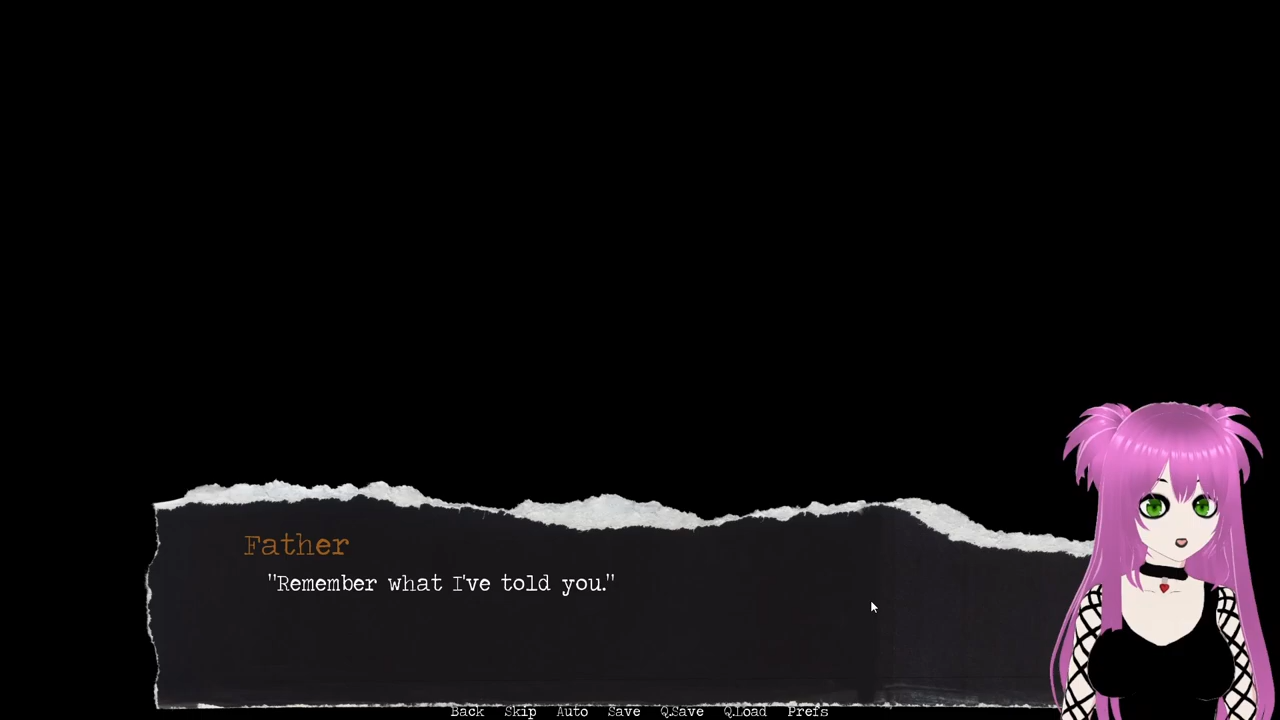 Father
"Remember what I've told you."
Back Skip Auto Save Q.Save Q.Load Prefs